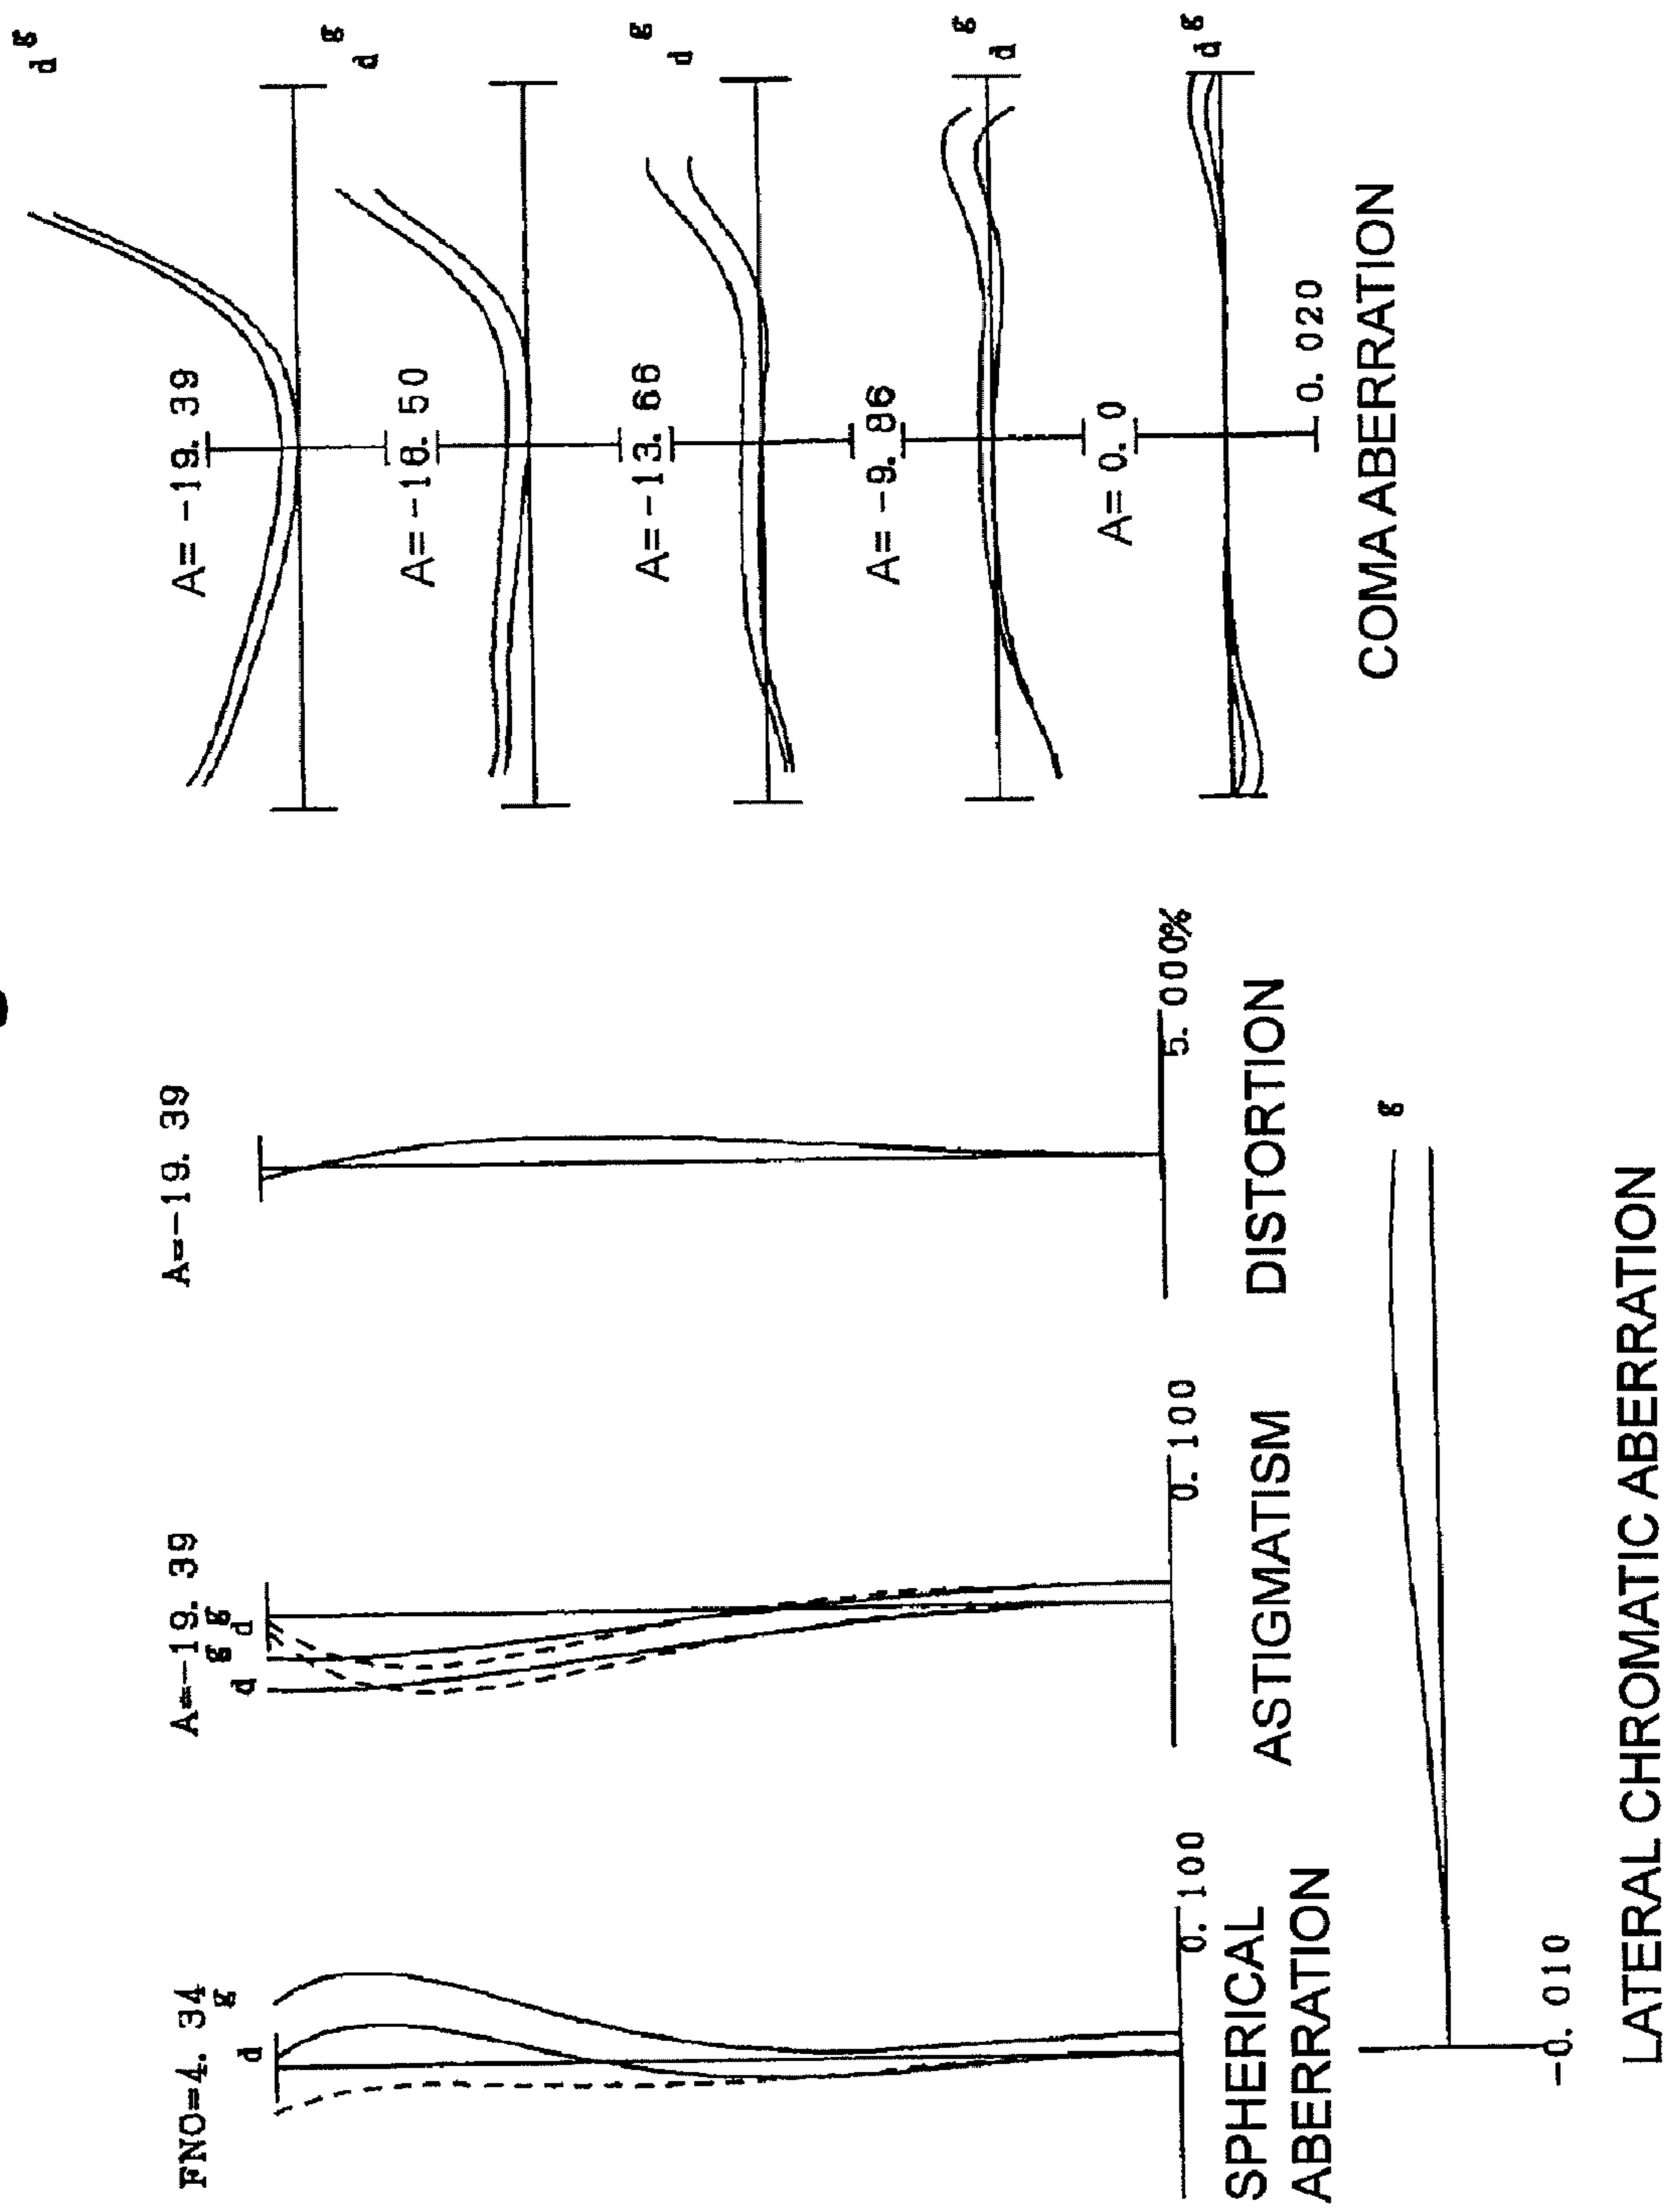 FNO=4. 34
d
g
0. 100
SPHERICAL
ABERRATION
A=-19. 39
d
g
d
g
0. 100
ASTIGMATISM
A=-19. 39
5. 000%
DISTORTION
A= -19. 39
d
g
A= -16. 50
d
g
A= -13. 66
d
g
A= -9. 86
d
g
A= 0. 0
d
g
0. 020
COMA ABERRATION
g
-0. 010
LATERAL CHROMATIC ABERRATION